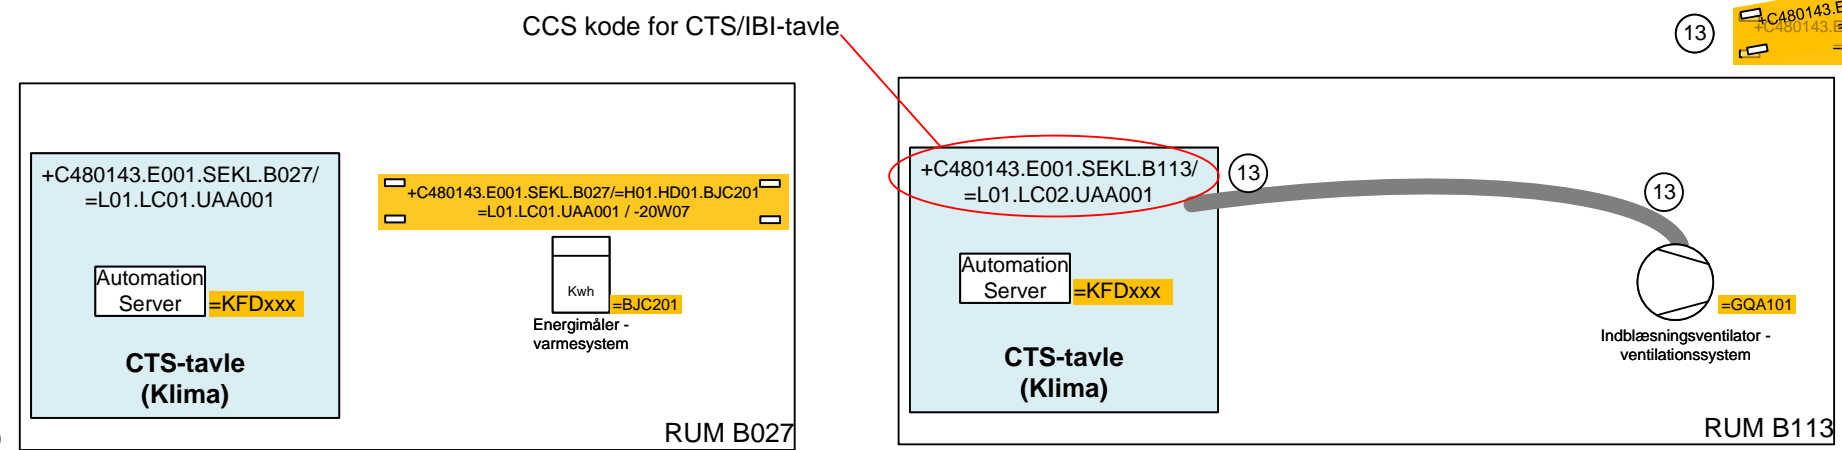 CCS kode for CTS/IBI-tavle
13
+C480143.E
+C480143.E001.SEKL.B027/
=L01.LC01.UAA001
Automation
Server
=KFDxxx
CTS-tavle
(Klima)
+C480143.E001.SEKL.B027/=H01.HD01.BJC201
=L01.LC01.UAA001 / -20W07
Kwh
=BJC201
Energimåler -
varmesystem
RUM B027
+C480143.E001.SEKL.B113/
=L01.LC02.UAA001
13
13
Automation
Server
=KFDxxx
CTS-tavle
(Klima)
=GQA101
Indblæsningsventilator -
ventilationssystem
RUM B113